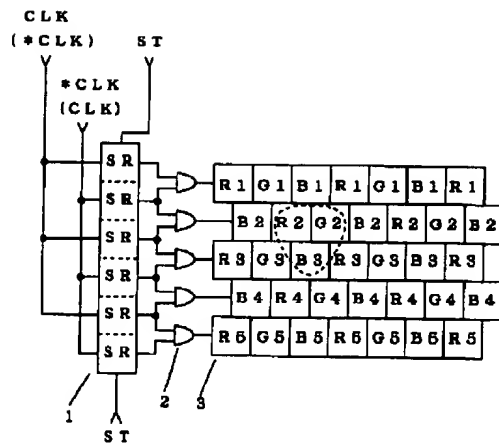 CLK
(*CLK)
ST
*CLK
(CLK)
SR
R1 G1 B1 R1 G1 B1 R1
SR
B2 R2 G2 B2 R2 G2 B2
SR
R3 G3 B3 R3 G3 B3 R3
SR
B4 R4 G4 B4 R4 G4 B4
SR
R5 G5 B5 R5 G5 B5 R5
SR
1 2 3
ST